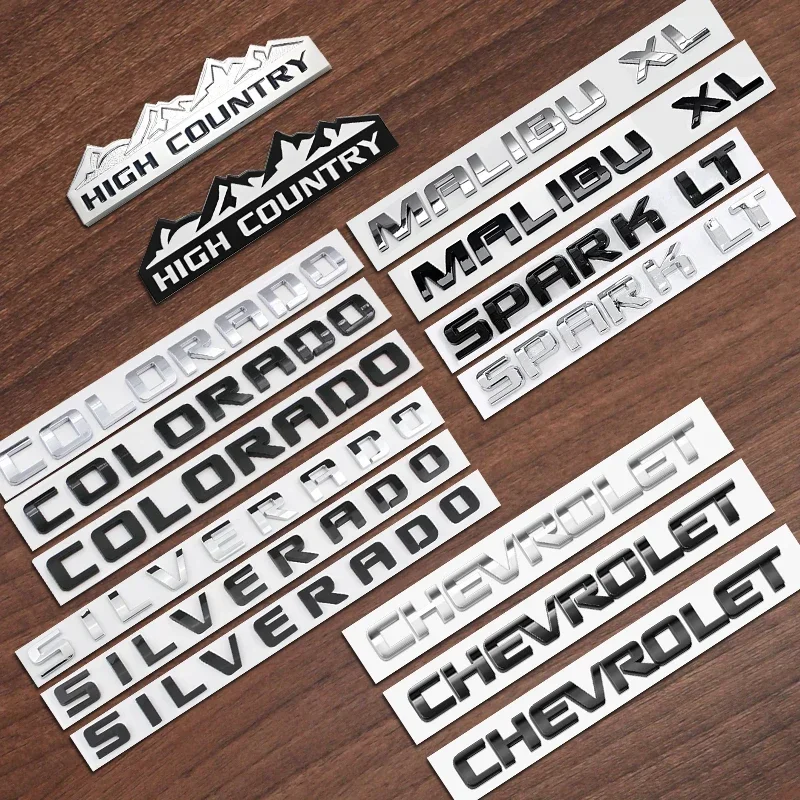 HIGH COUNTRY
HIGH COUNTRY
MALIBU XL
MALIBU XL
SPARK LT
SPARK LT
COLORADO
COLORADO
COLORADO
SILVERADO
SILVERADO
SILVERADO
CHEVROLET
CHEVROLET
CHEVROLET